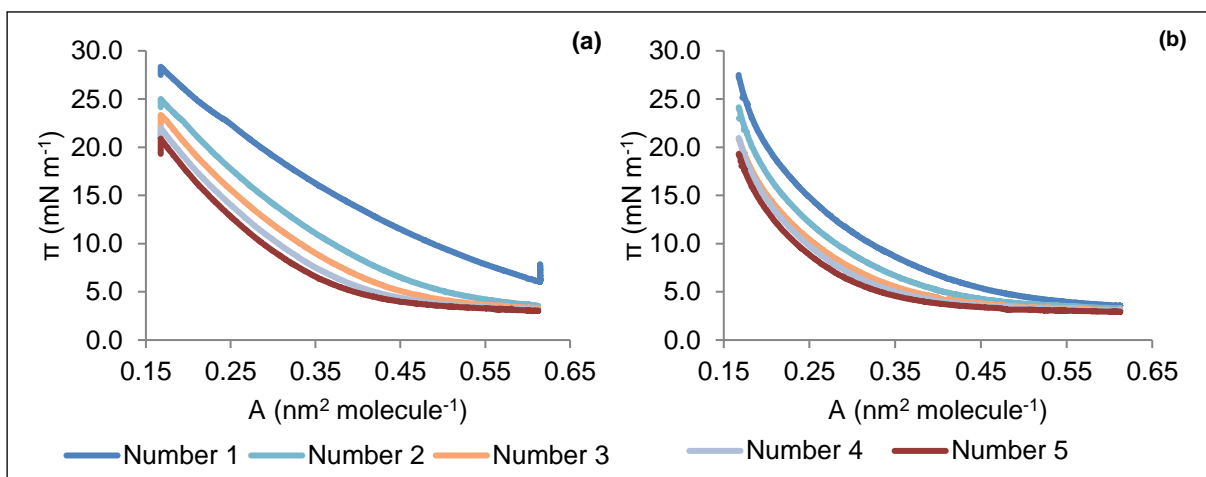 (a)
30.0
25.0
20.0
15.0
10.0
5.0
0.0
π (mN m⁻¹)
0.15 0.25 0.35 0.45 0.55 0.65
A (nm² molecule⁻¹)
(b)
30.0
25.0
20.0
15.0
10.0
5.0
0.0
π (mN m⁻¹)
0.15 0.25 0.35 0.45 0.55 0.65
A (nm² molecule⁻¹)
Number 1 Number 2 Number 3 Number 4 Number 5